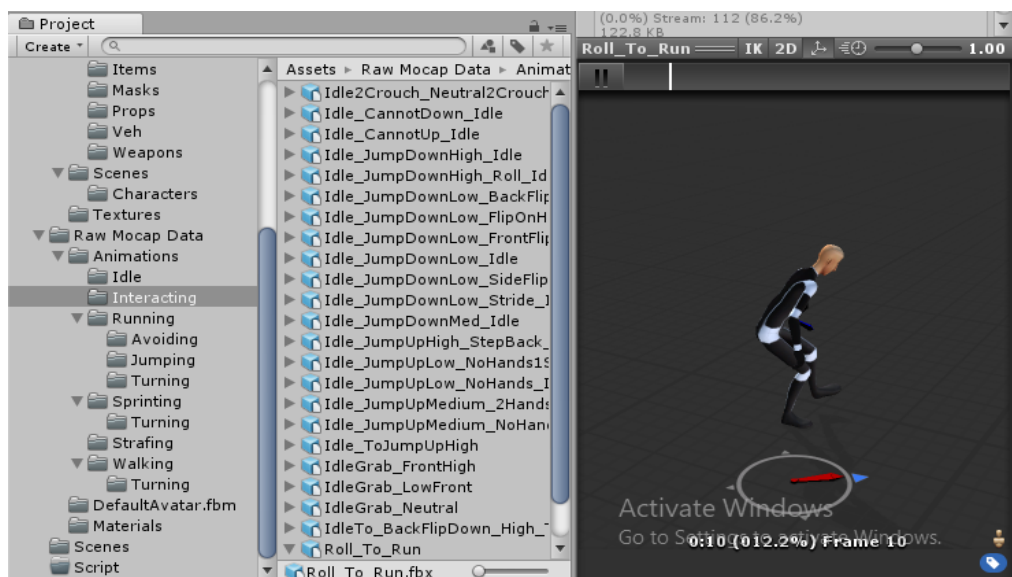 Project
Create
Items
Masks
Props
Veh
Weapons
Scenes
Characters
Textures
Raw Mocap Data
Animations
Idle
Interacting
Running
Avoiding
Jumping
Turning
Sprinting
Turning
Strafing
Walking
Turning
DefaultAvatar.fbm
Materials
Scenes
Script
Assets ▸ Raw Mocap Data ▸ Animat
Idle2Crouch_Neutral2Crouch
Idle_CannotDown_Idle
Idle_CannotUp_Idle
Idle_JumpDownHigh_Idle
Idle_JumpDownHigh_Roll_Id
Idle_JumpDownLow_BackFlip
Idle_JumpDownLow_FlipOnH
Idle_JumpDownLow_FrontFlip
Idle_JumpDownLow_Idle
Idle_JumpDownLow_SideFlip
Idle_JumpDownLow_Stride_I
Idle_JumpDownMed_Idle
Idle_JumpUpHigh_StepBack_
Idle_JumpUpLow_NoHands1S
Idle_JumpUpLow_NoHands_I
Idle_JumpUpMedium_2Hands
Idle_JumpUpMedium_NoHan
Idle_ToJumpUpHigh
IdleGrab_FrontHigh
IdleGrab_LowFront
IdleGrab_Neutral
IdleTo_BackFlipDown_High_
Roll_To_Run
Roll_To_Run.fbx
(0.0%) Stream: 112 (86.2%)
122.8 KB
Roll_To_Run IK 2D 1.00
Activate Windows
Go to Settings to activate Windows.
0:10 (012.2%) Frame 10